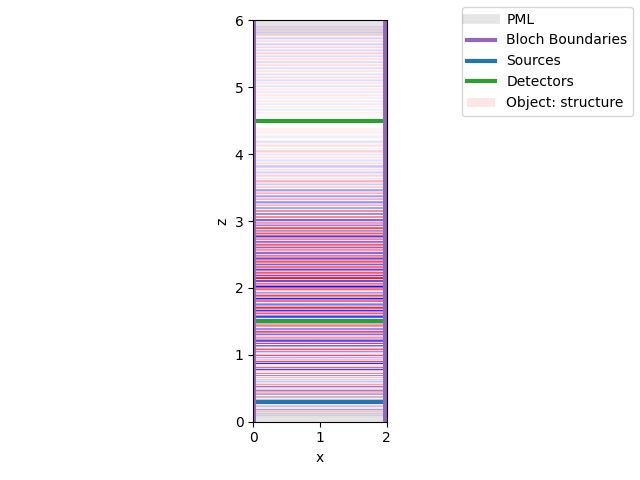 PML
Bloch Boundaries
Sources
Detectors
Object: structure
6
5
4
3
2
1
0
z
0 1 2
x